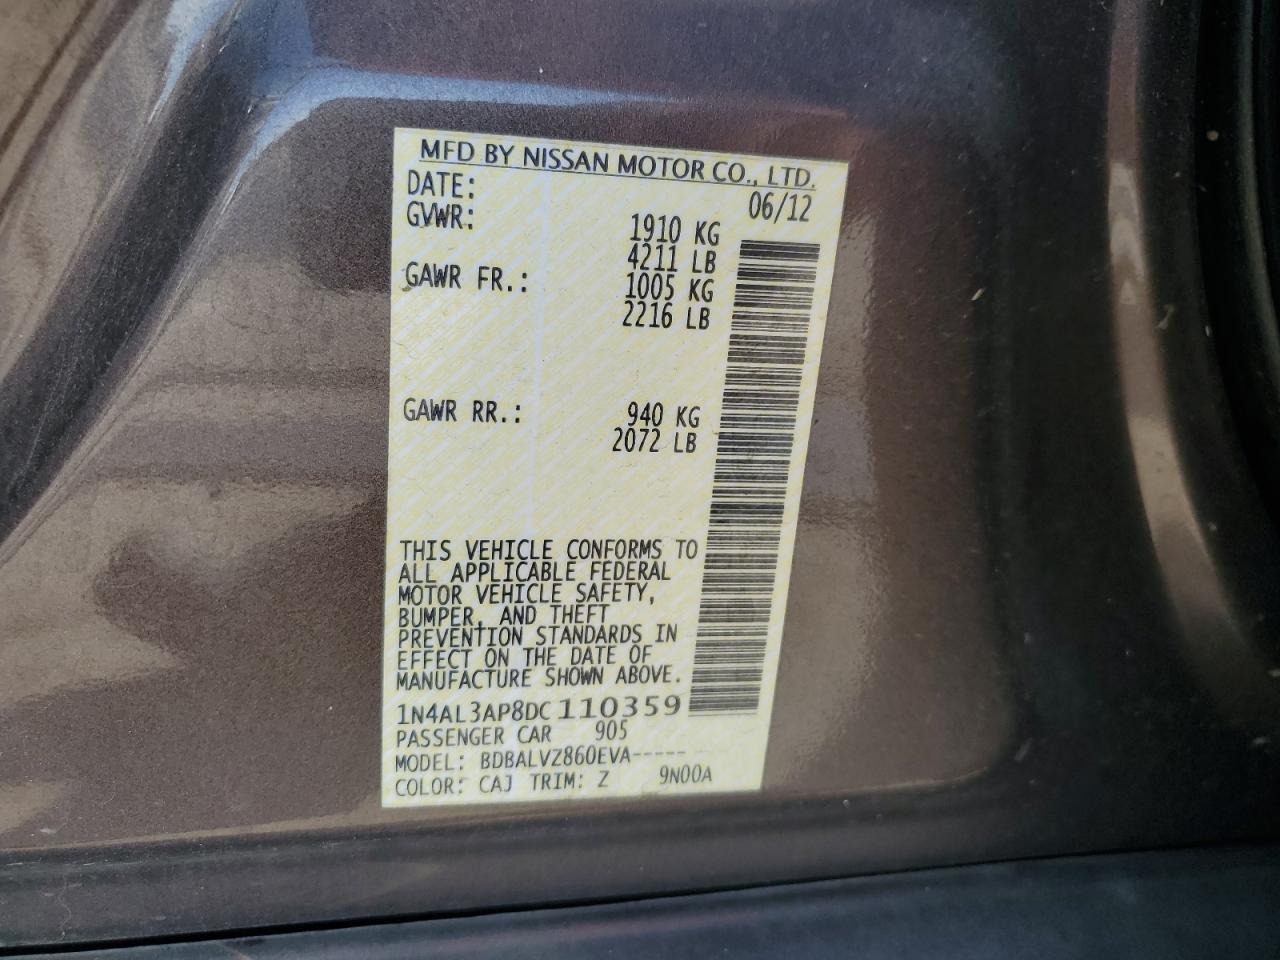 MFD BY NISSAN MOTOR CO., LTD.
DATE: 06/12
GVWR: 1910 KG
4211 LB
GAWR FR.: 1005 KG
2216 LB
GAWR RR.: 940 KG
2072 LB
THIS VEHICLE CONFORMS TO
ALL APPLICABLE FEDERAL
MOTOR VEHICLE SAFETY,
BUMPER, AND THEFT
PREVENTION STANDARDS IN
EFFECT ON THE DATE OF
MANUFACTURE SHOWN ABOVE.
1N4AL3AP8DC110359
PASSENGER CAR 905
MODEL: BDBALVZ860EVA-----
COLOR: CAJ TRIM: Z 9N00A